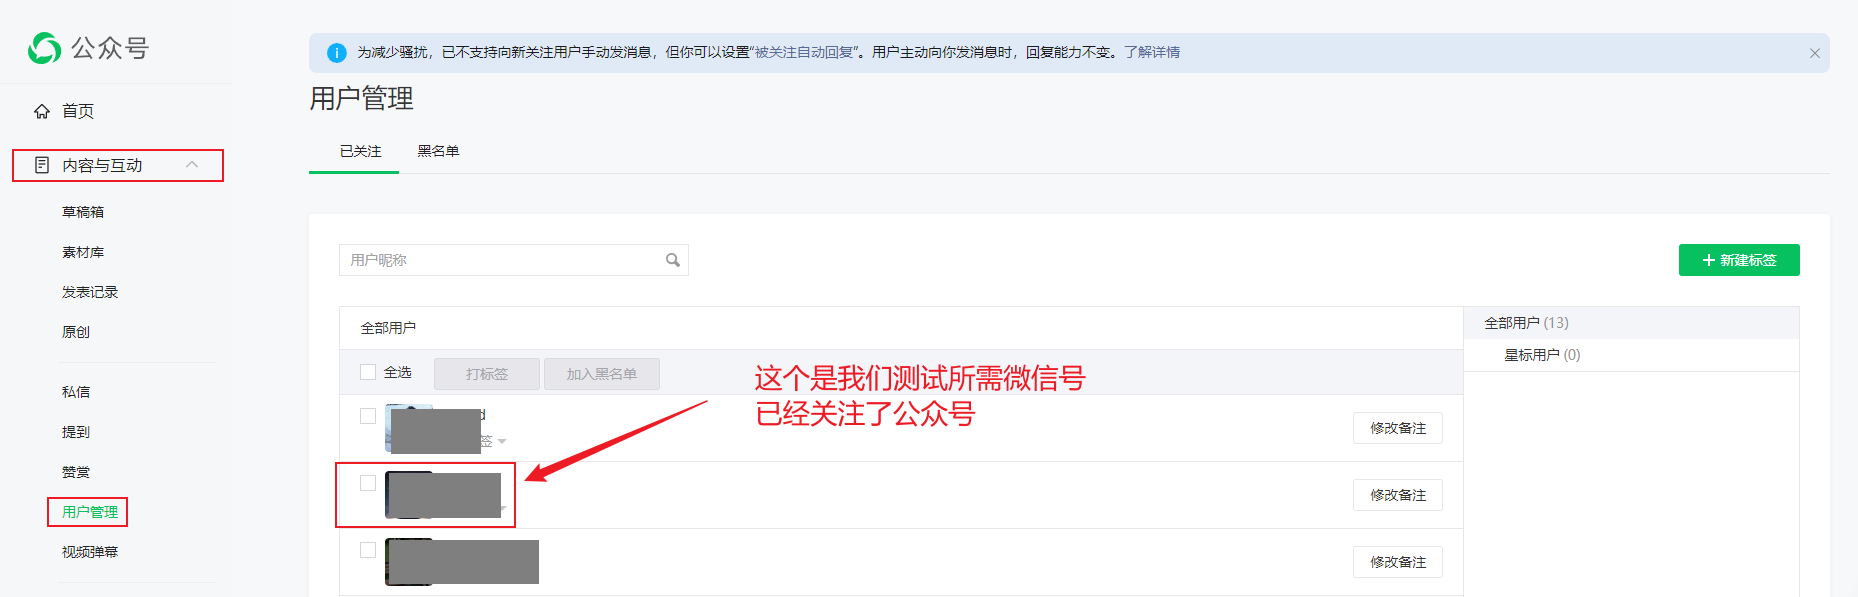 公众号
首页
内容与互动
草稿箱
素材库
发表记录
原创
私信
提到
赞赏
用户管理
视频弹幕
为减少骚扰，已不支持向新关注用户手动发消息，但你可以设置“被关注自动回复”。用户主动向你发消息时，回复能力不变。了解详情
用户管理
已关注 黑名单
用户昵称
新建标签
全部用户
全选 打标签 加入黑名单
d
签
修改备注
修改备注
修改备注
这个是我们测试所需微信号
已经关注了公众号
全部用户 (13)
星标用户 (0)